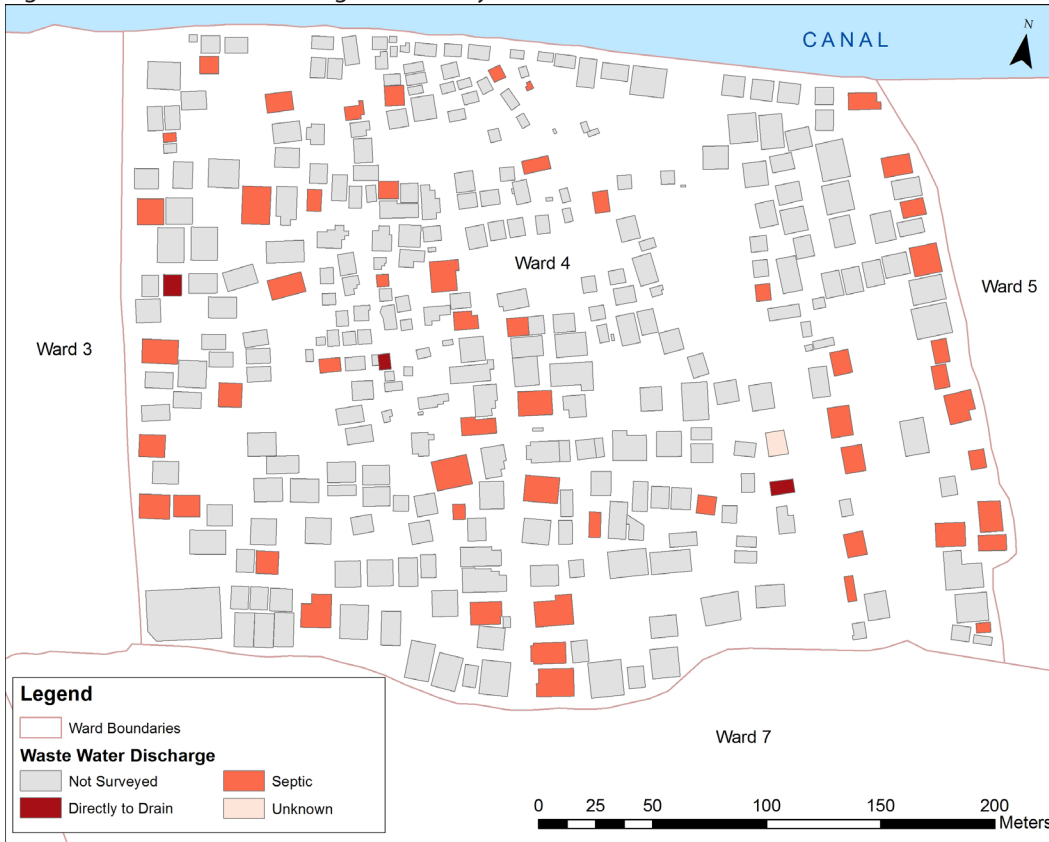 CANAL
N
Ward 4
Ward 5
Ward 3
Ward 7
Legend
Ward Boundaries
Waste Water Discharge
Not Surveyed
Septic
Directly to Drain
Unknown
0 25 50 100 150 200
Meters